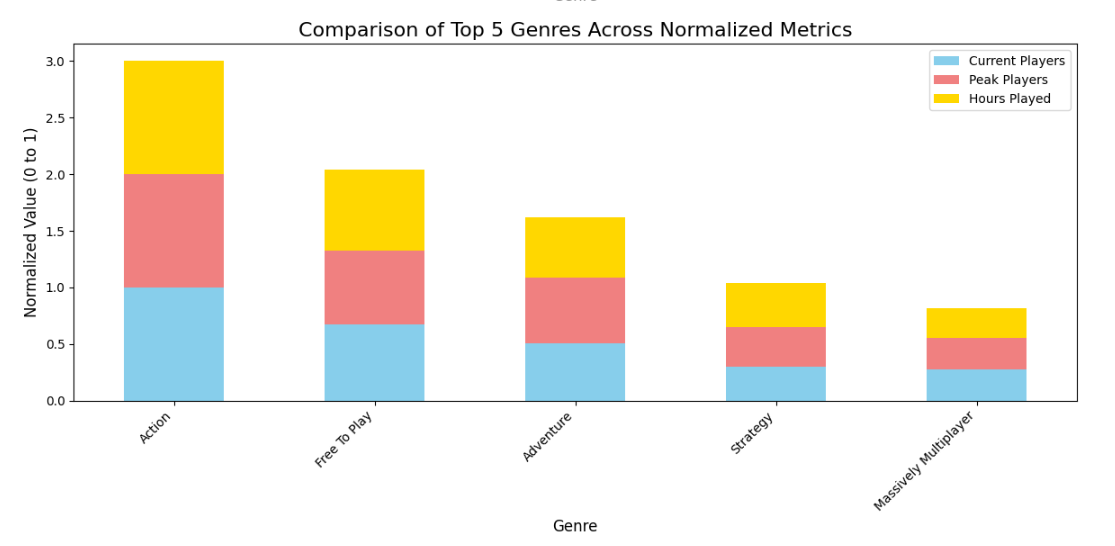 Comparison of Top 5 Genres Across Normalized Metrics
Current Players
Peak Players
Hours Played
Normalized Value (0 to 1)
3.0
2.5
2.0
1.5
1.0
0.5
0.0
Action
Free To Play
Adventure
Strategy
Massively Multiplayer
Genre